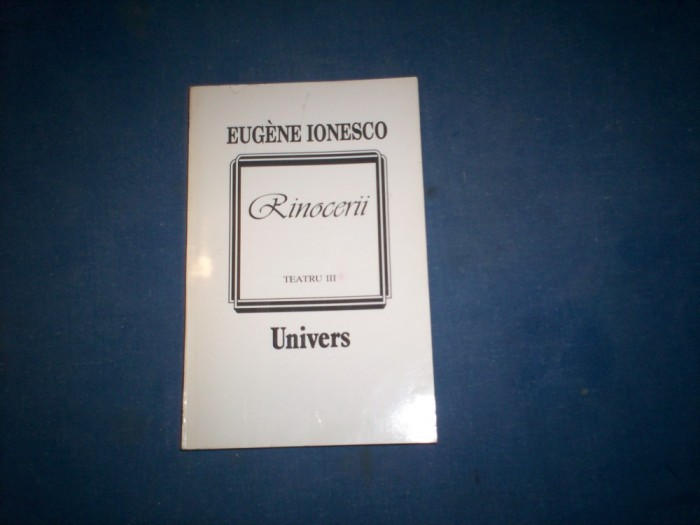 EUGÈNE IONESCO
Rinocerii
TEATRU III
Univers